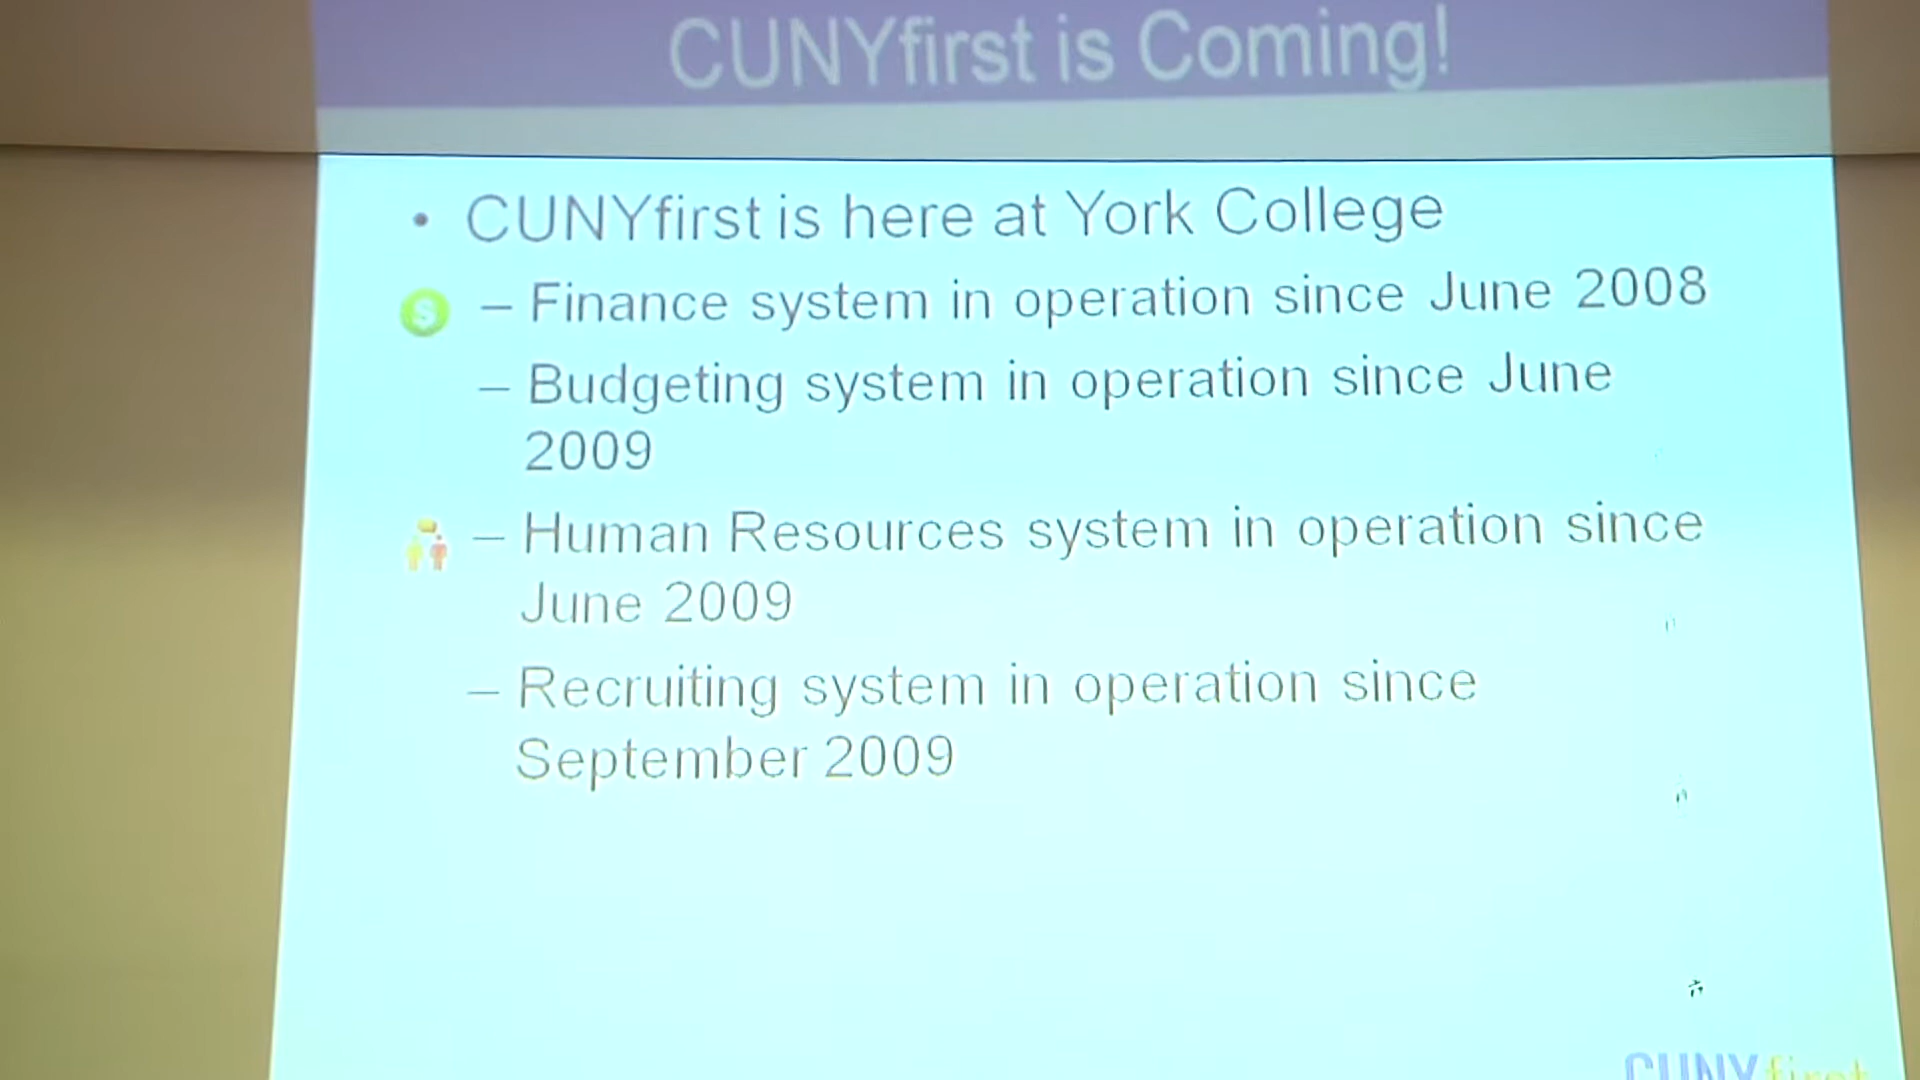 CUNYfirst is Coming!
• CUNYfirst is here at York College
– Finance system in operation since June 2008
– Budgeting system in operation since June
2009
– Human Resources system in operation since
June 2009
– Recruiting system in operation since
September 2009
CUNYfirst